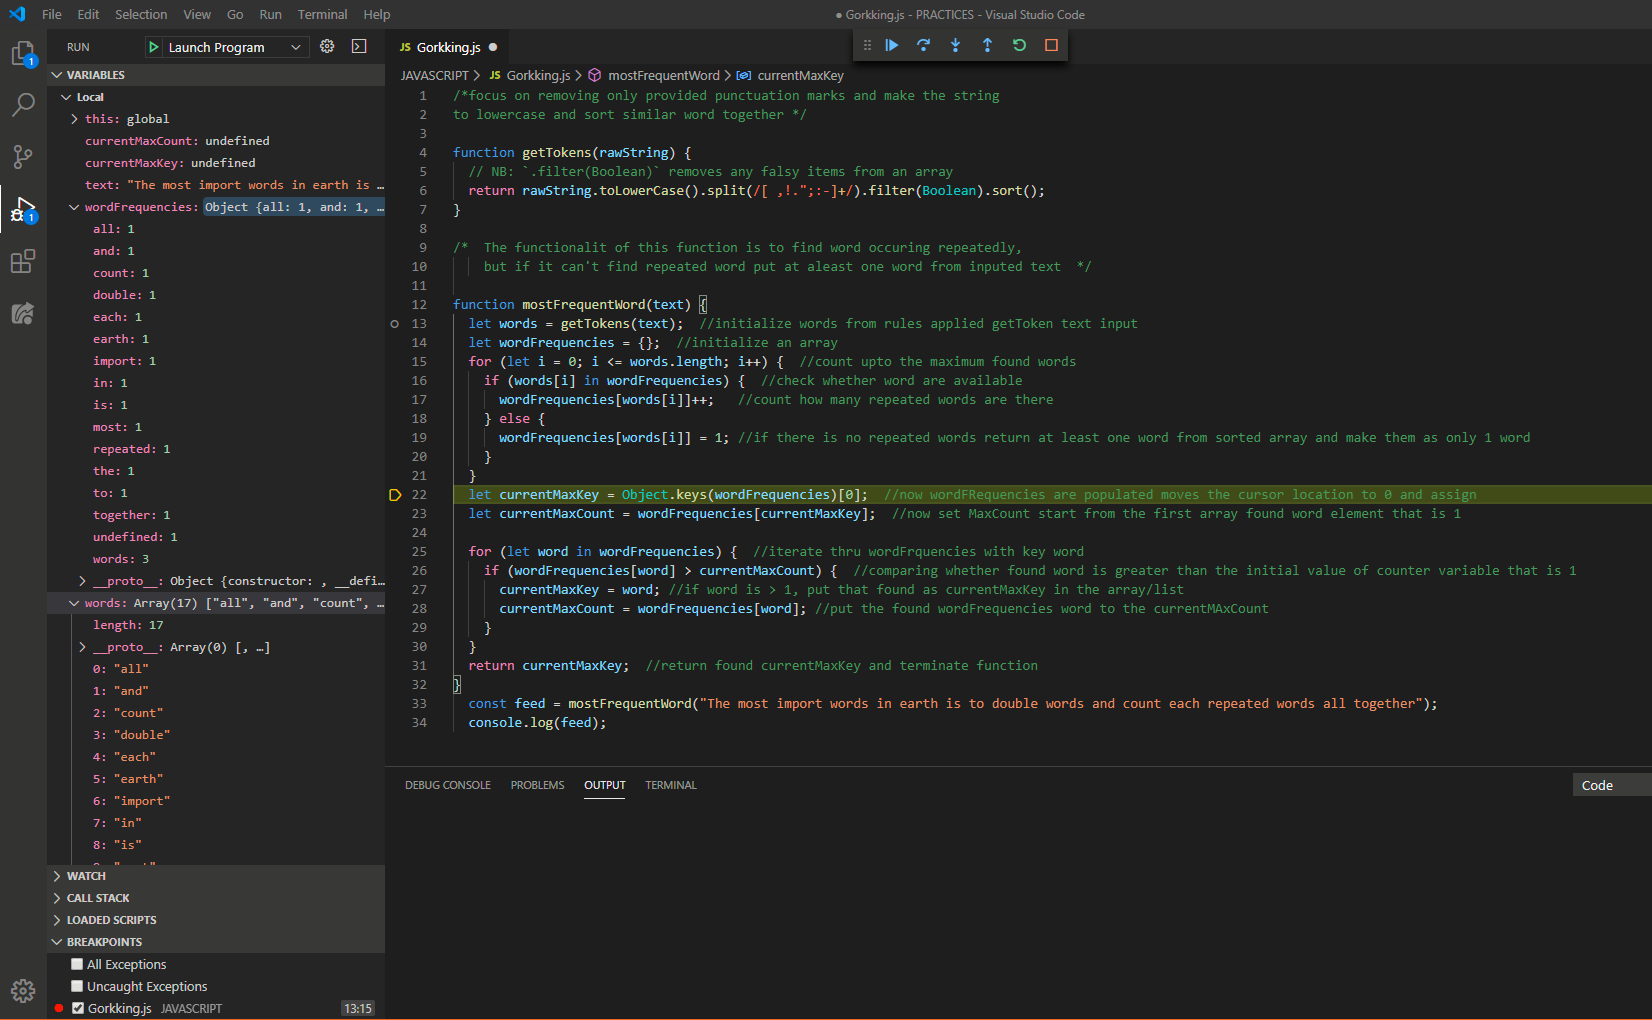 File Edit Selection View Go Run Terminal Help
● Gorkking.js - PRACTICES - Visual Studio Code
RUN
Launch Program
JS Gorkking.js ●
VARIABLES
JAVASCRIPT > JS Gorkking.js > mostFrequentWord > currentMaxKey
1
1
Local
this: global
currentMaxCount: undefined
currentMaxKey: undefined
text: "The most import words in earth is …
wordFrequencies: Object {all: 1, and: 1, …
all: 1
and: 1
count: 1
double: 1
each: 1
earth: 1
import: 1
in: 1
is: 1
most: 1
repeated: 1
the: 1
to: 1
together: 1
undefined: 1
words: 3
__proto__: Object {constructor: , __defi…
words: Array(17) ["all", "and", "count", …
length: 17
__proto__: Array(0) [, …]
0: "all"
1: "and"
2: "count"
3: "double"
4: "each"
5: "earth"
6: "import"
7: "in"
8: "is"
WATCH
CALL STACK
LOADED SCRIPTS
BREAKPOINTS
All Exceptions
Uncaught Exceptions
Gorkking.js JAVASCRIPT 13:15
1 /*focus on removing only provided punctuation marks and make the string
2 to lowercase and sort similar word together */
3
4 function getTokens(rawString) {
5 // NB: `.filter(Boolean)` removes any falsy items from an array
6 return rawString.toLowerCase().split(/[ ,!.";:-]+/).filter(Boolean).sort();
7 }
8
9 /* The functionalit of this function is to find word occuring repeatedly,
10 but if it can't find repeated word put at aleast one word from inputed text */
11
12 function mostFrequentWord(text) {
13 let words = getTokens(text); //initialize words from rules applied getToken text input
14 let wordFrequencies = {}; //initialize an array
15 for (let i = 0; i <= words.length; i++) { //count upto the maximum found words
16 if (words[i] in wordFrequencies) { //check whether word are available
17 wordFrequencies[words[i]]++; //count how many repeated words are there
18 } else {
19 wordFrequencies[words[i]] = 1; //if there is no repeated words return at least one word from sorted array and make them as only 1 word
20 }
21 }
22 let currentMaxKey = Object.keys(wordFrequencies)[0]; //now wordFRequencies are populated moves the cursor location to 0 and assign
23 let currentMaxCount = wordFrequencies[currentMaxKey]; //now set MaxCount start from the first array found word element that is 1
24
25 for (let word in wordFrequencies) { //iterate thru wordFrquencies with key word
26 if (wordFrequencies[word] > currentMaxCount) { //comparing whether found word is greater than the initial value of counter variable that is 1
27 currentMaxKey = word; //if word is > 1, put that found as currentMaxKey in the array/list
28 currentMaxCount = wordFrequencies[word]; //put the found wordFrequencies word to the currentMAxCount
29 }
30 }
31 return currentMaxKey; //return found currentMaxKey and terminate function
32 }
33 const feed = mostFrequentWord("The most import words in earth is to double words and count each repeated words all together");
34 console.log(feed);
DEBUG CONSOLE PROBLEMS OUTPUT TERMINAL
Code